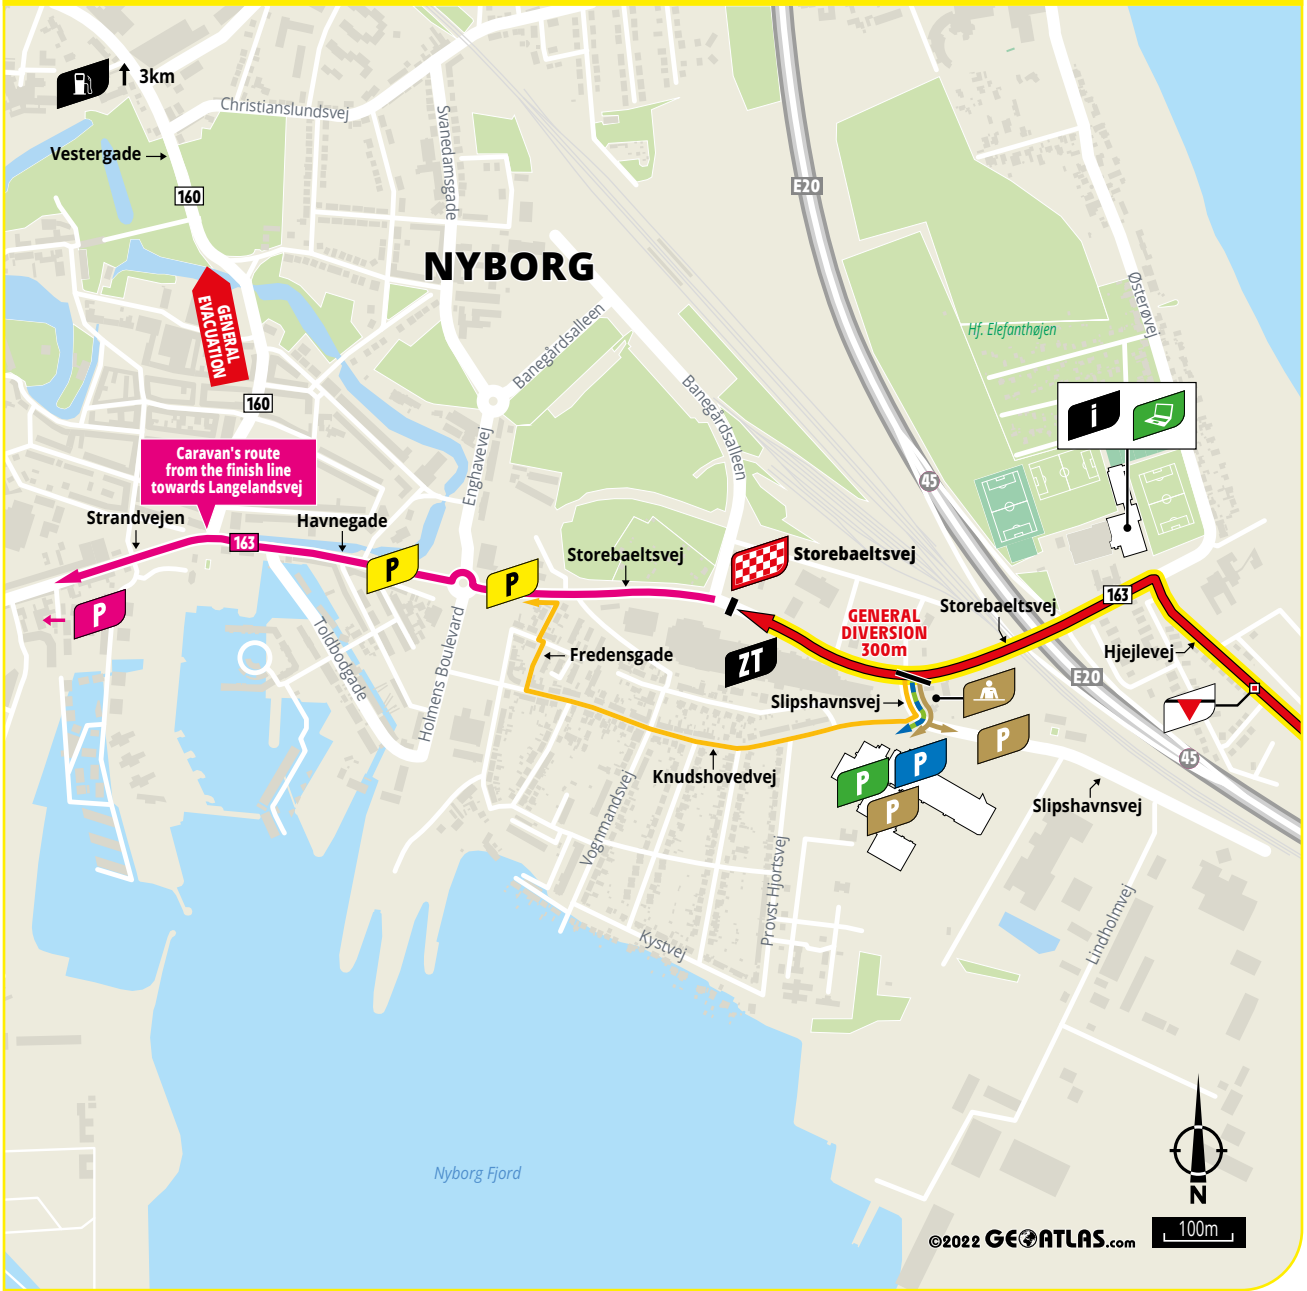 3km
Christianslundsvej
Svanedamsgade
Vestergade
160
E20
NYBORG
GENERAL
EVACUATION
Østerøvej
Hf. Elefanthøjen
Banegårdsalleen
Banegårdsalleen
160
i
Caravan's route
from the finish line
towards Langelandsvej
Enghavevej
45
Strandvejen
Havnegade
163
P
P
Storebaeltsvej
Storebaeltsvej
163
Storebaeltsvej
P
GENERAL
DIVERSION
300m
Toldbodgade
Holmens Boulevard
Fredensgade
ZT
Hjejlevej
E20
Slipshavnsvej
P
45
P
P
P
Knudshovedvej
Slipshavnsvej
Vognmandsvej
Provst Hjortsvej
Kystvej
Lindholmvej
Nyborg Fjord
N
100m
©2022 GEOATLAS.com